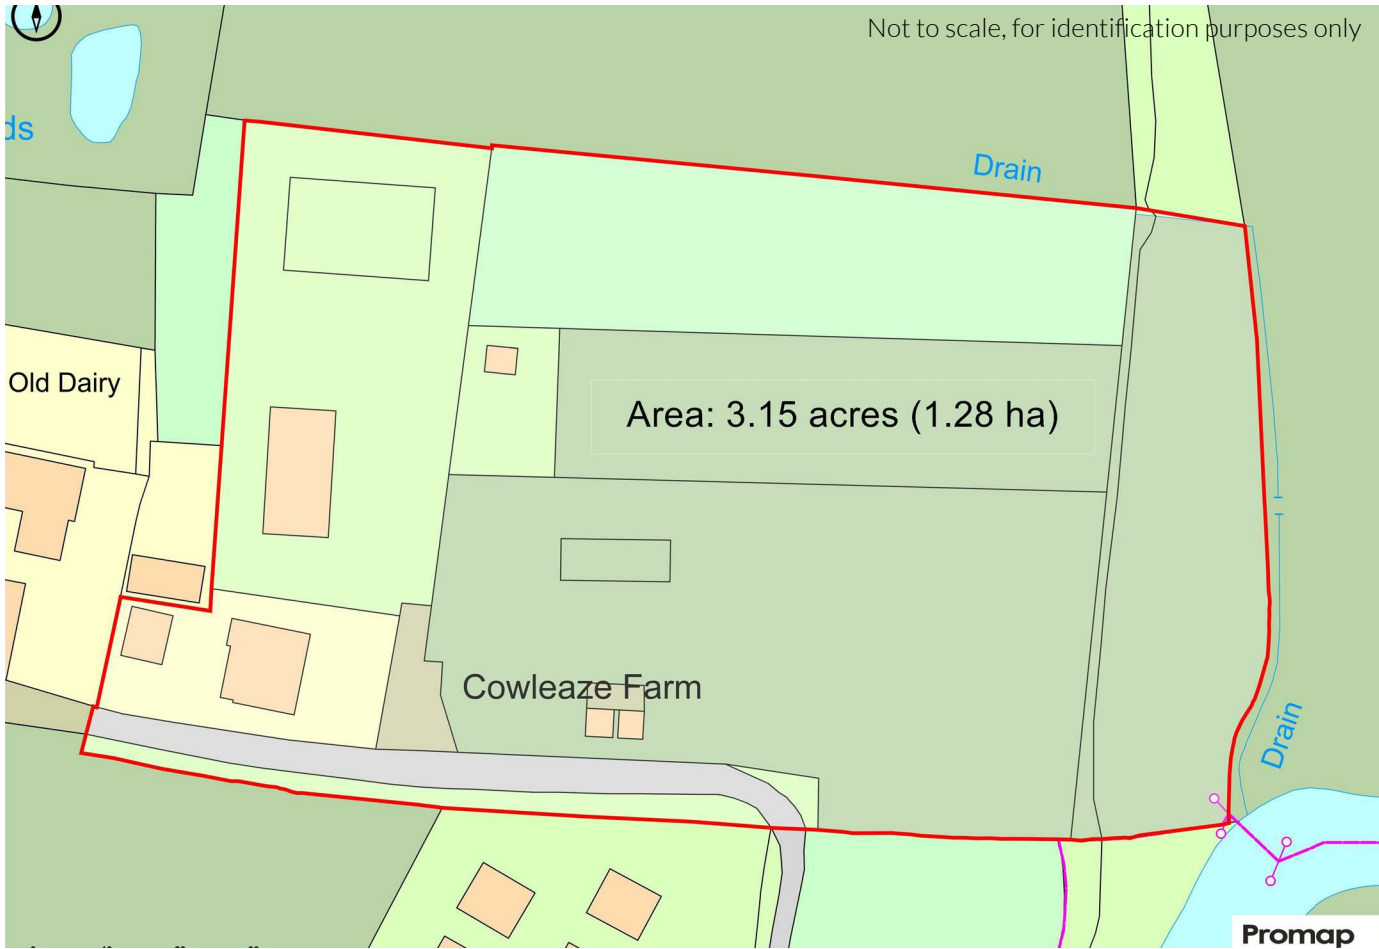 Not to scale, for identification purposes only
ds
Drain
Old Dairy
Area: 3.15 acres (1.28 ha)
Cowleaze Farm
Drain
Promap